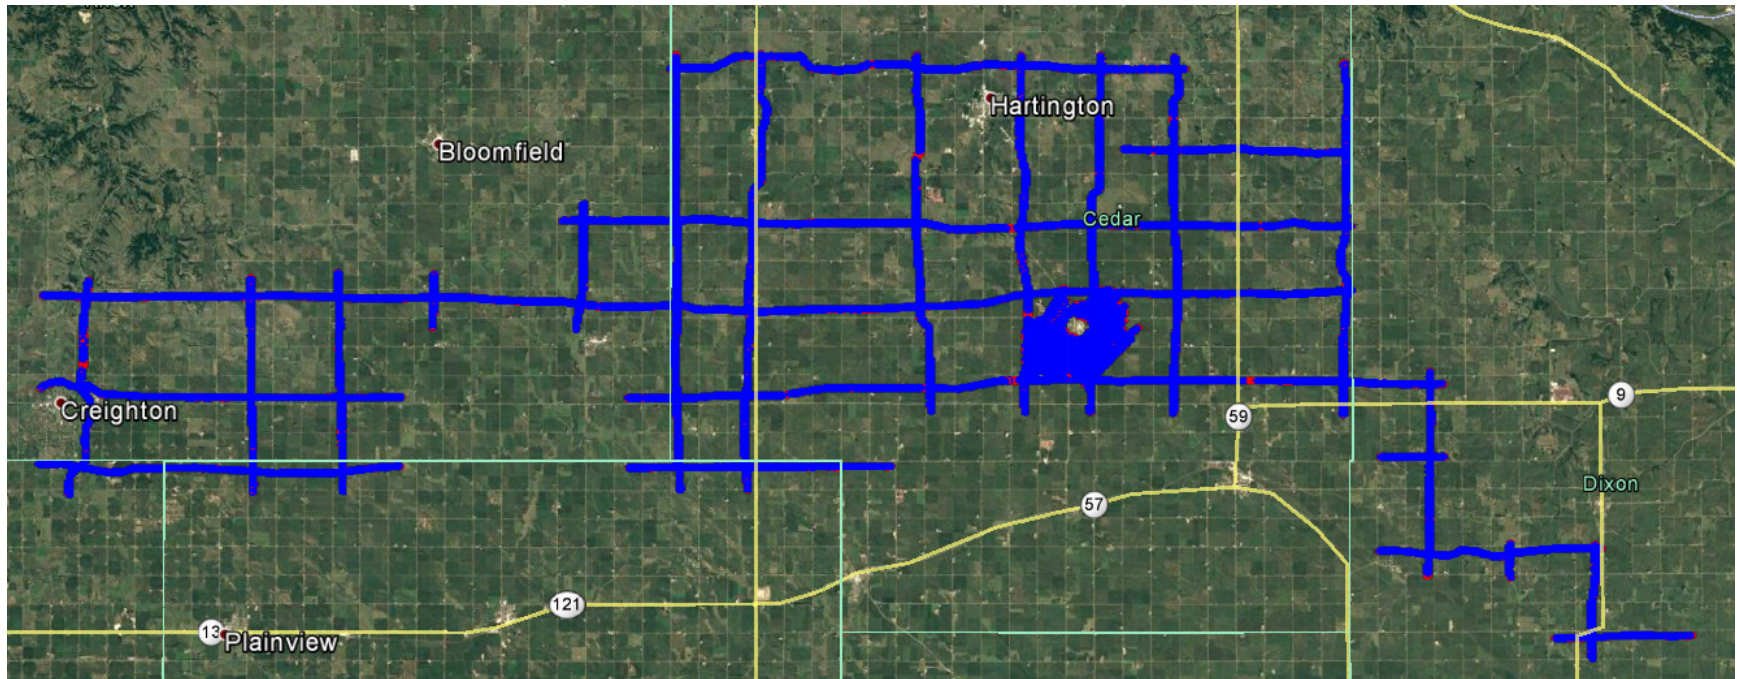 Hartington
Bloomfield
Cedar
9
Creighton
59
Dixon
57
121
13
Plainview